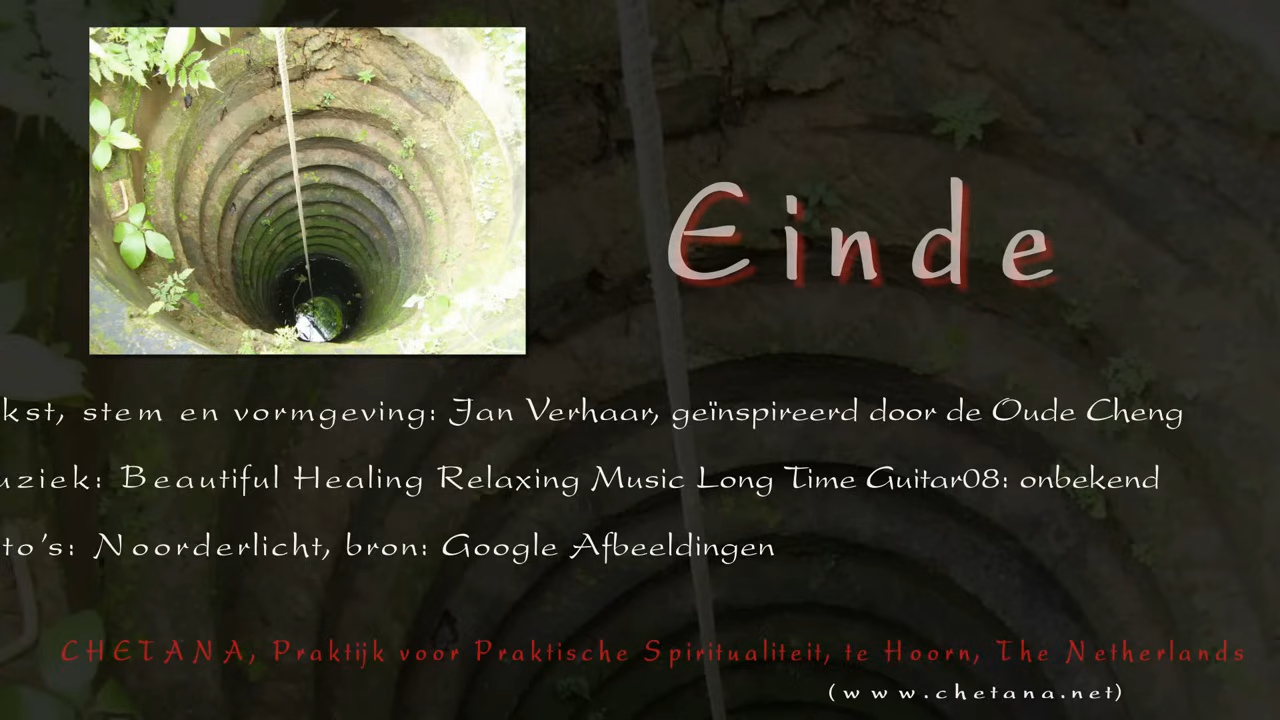 Einde
kst, stem en vormgeving: Jan Verhaar, geïnspireerd door de Oude Cheng
uziek: Beautiful Healing Relaxing Music Long Time Guitar08: onbekend
to's: Noorderlicht, bron: Google Afbeeldingen
CHETANA, Praktijk voor Praktische Spiritualiteit, te Hoorn, The Netherlands
(www.chetana.net)